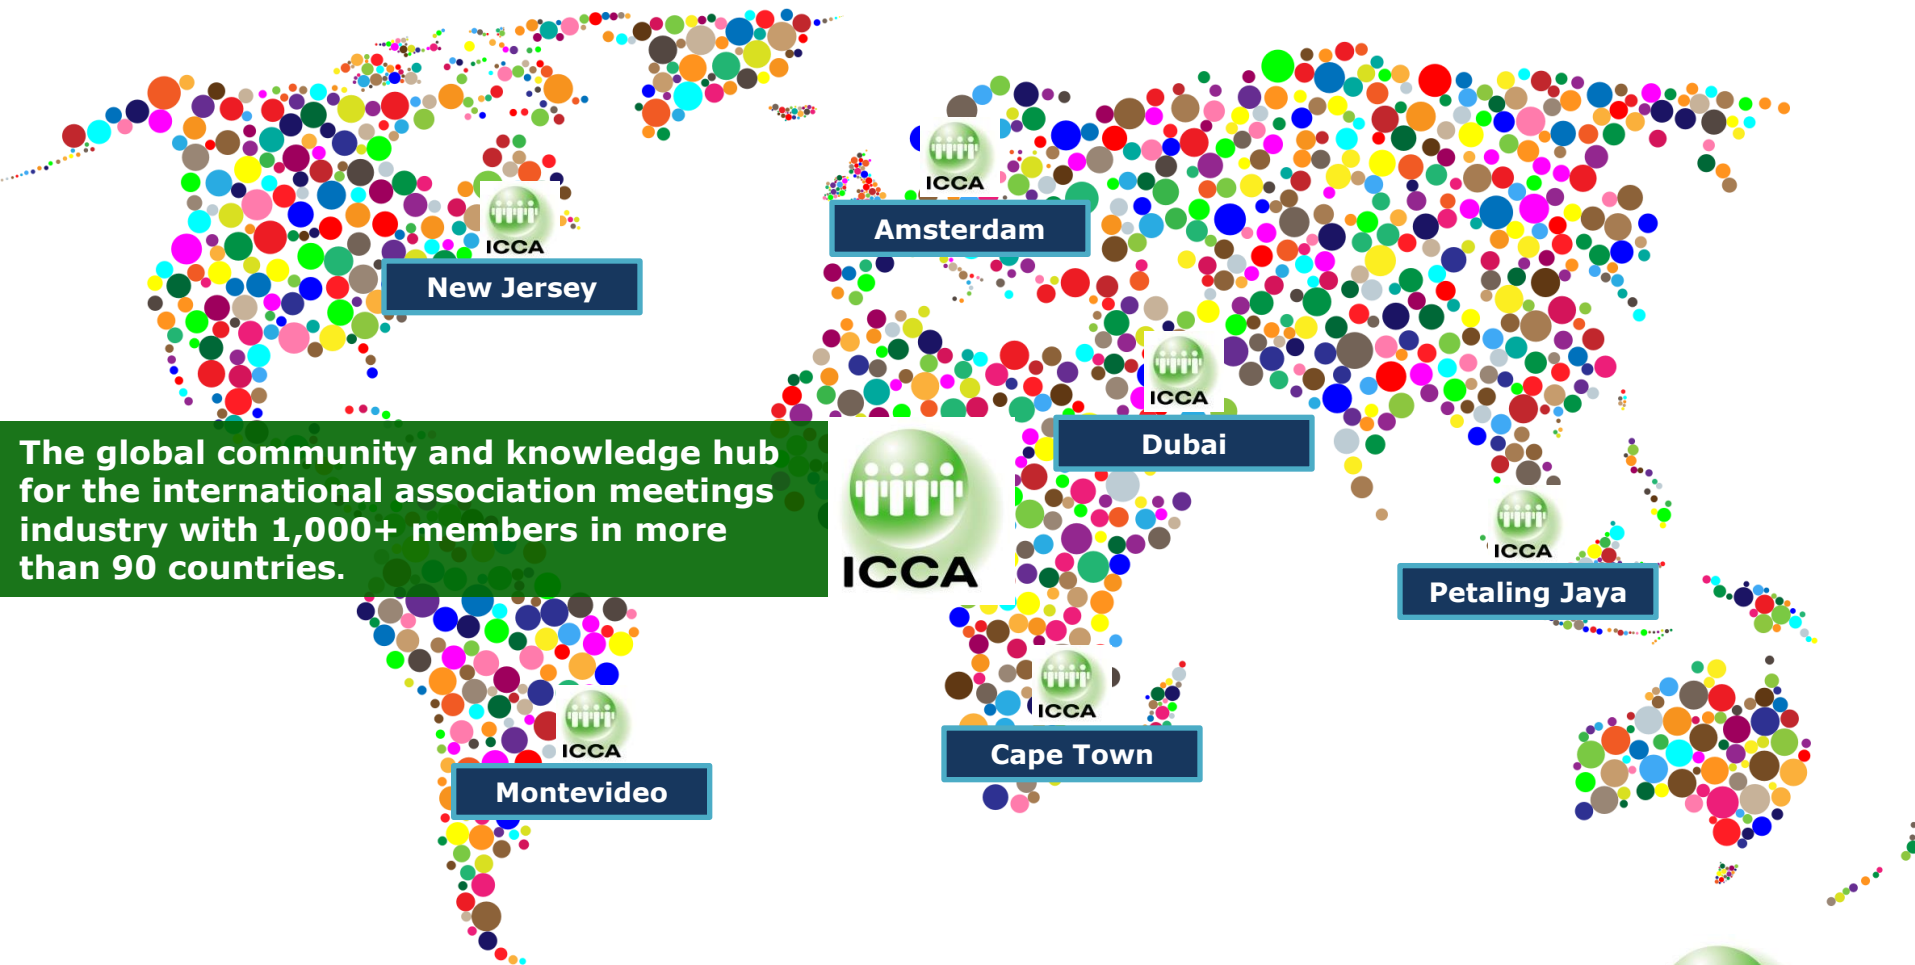 ICCA
Amsterdam
ICCA
New Jersey
ICCA
Dubai
The global community and knowledge hub
for the international association meetings
industry with 1,000+ members in more
than 90 countries.
ICCA
ICCA
Petaling Jaya
ICCA
Cape Town
ICCA
Montevideo